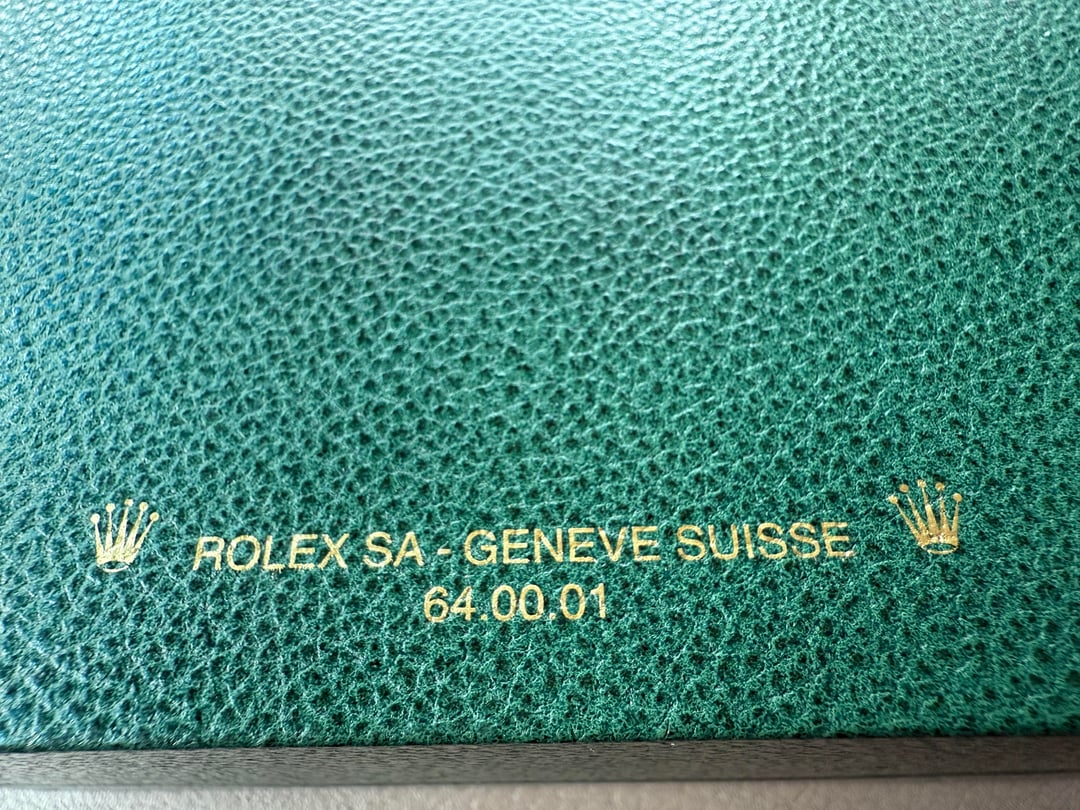 ROLEX SA - GENEVE SUISSE
64.00.01